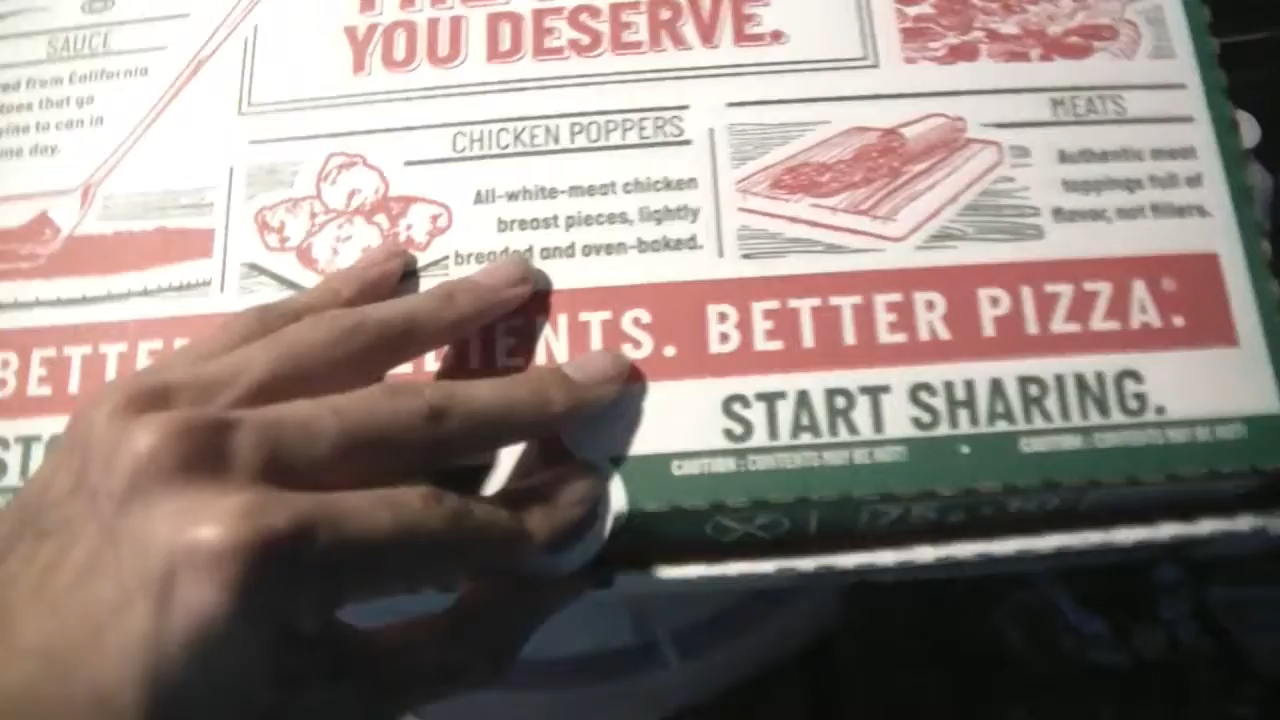 YOU DESERVE.
SAUCE
from California
that go
to can in
day.
CHICKEN POPPERS
All-white-meat chicken
breast pieces, lightly
breaded and oven-baked.
MEATS
Authentic meat
toppings full of
flavor, not fillers.
BETTER PIZZA.
START SHARING.
CAUTION: CONTENTS MAY BE HOT!
CAUTION: CONTENTS MAY BE HOT!